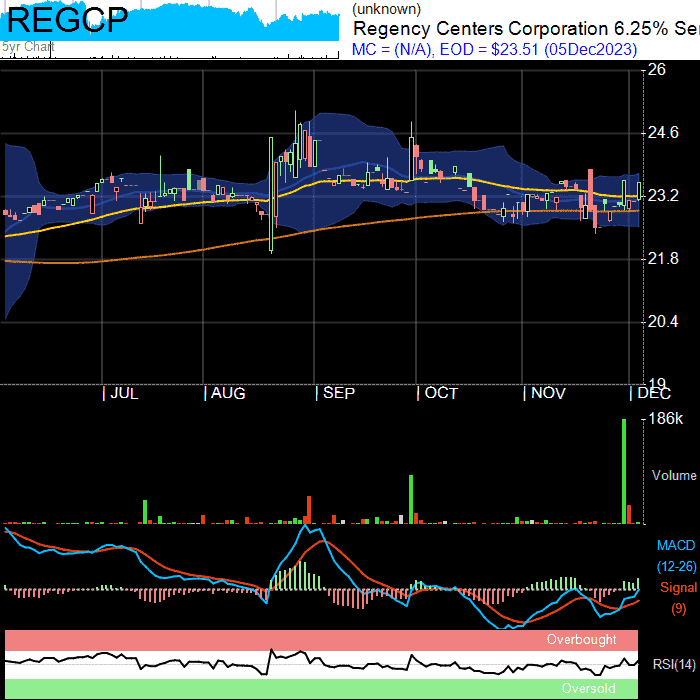 REGCP
(unknown)
Regency Centers Corporation 6.25% Se
5yr Chart
MC = (N/A), EOD = $23.51 (05Dec2023)
26
24.6
23.2
21.8
20.4
19
JUL AUG SEP OCT NOV DEC
186k
Volume
MACD
(12-26)
Signal
(9)
Overbought
RSI(14)
Oversold